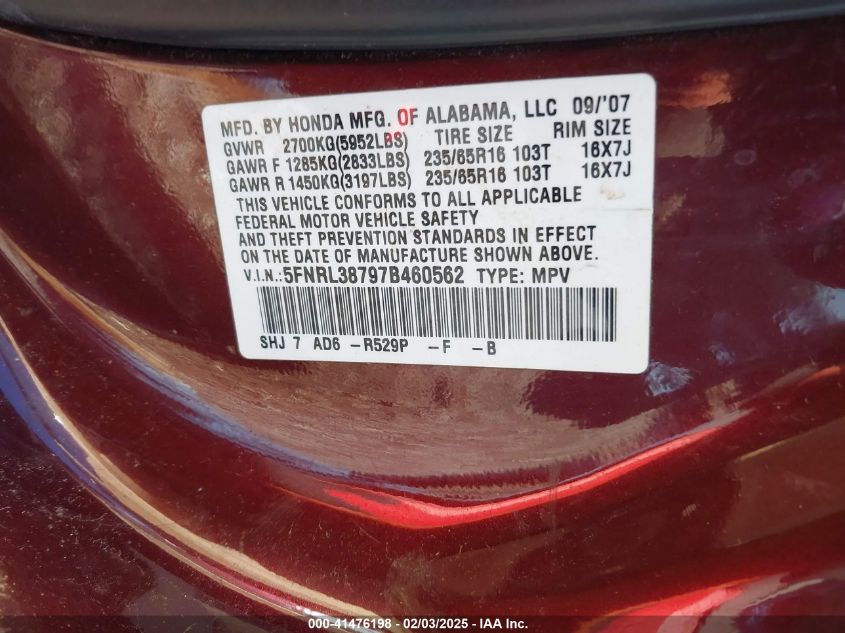 MFD. BY HONDA MFG. OF ALABAMA, LLC 09/'07
GVWR 2700KG(5952LBS) TIRE SIZE RIM SIZE
GAWR F 1285KG(2833LBS) 235/65R16 103T 16X7J
GAWR R 1450KG(3197LBS) 235/65R16 103T 16X7J
THIS VEHICLE CONFORMS TO ALL APPLICABLE
FEDERAL MOTOR VEHICLE SAFETY
AND THEFT PREVENTION STANDARDS IN EFFECT
ON THE DATE OF MANUFACTURE SHOWN ABOVE.
V.I.N.:5FNRL38797B460562 TYPE: MPV
SHJ 7 AD6 -R529P -F -B
000-41476198 - 02/03/2025 - IAA Inc.